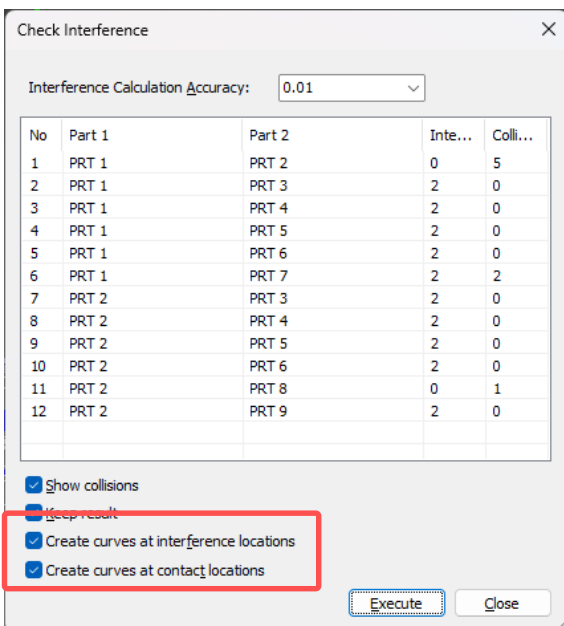 Check Interference
Interference Calculation Accuracy: 0.01
No Part 1 Part 2 Inte... Colli...
1 PRT 1 PRT 2 0 5
2 PRT 1 PRT 3 2 0
3 PRT 1 PRT 4 2 0
4 PRT 1 PRT 5 2 0
5 PRT 1 PRT 6 2 0
6 PRT 1 PRT 7 2 2
7 PRT 2 PRT 3 2 0
8 PRT 2 PRT 4 2 0
9 PRT 2 PRT 5 2 0
10 PRT 2 PRT 6 2 0
11 PRT 2 PRT 8 0 1
12 PRT 2 PRT 9 2 0
Show collisions
Keep result
Create curves at interference locations
Create curves at contact locations
Execute Close